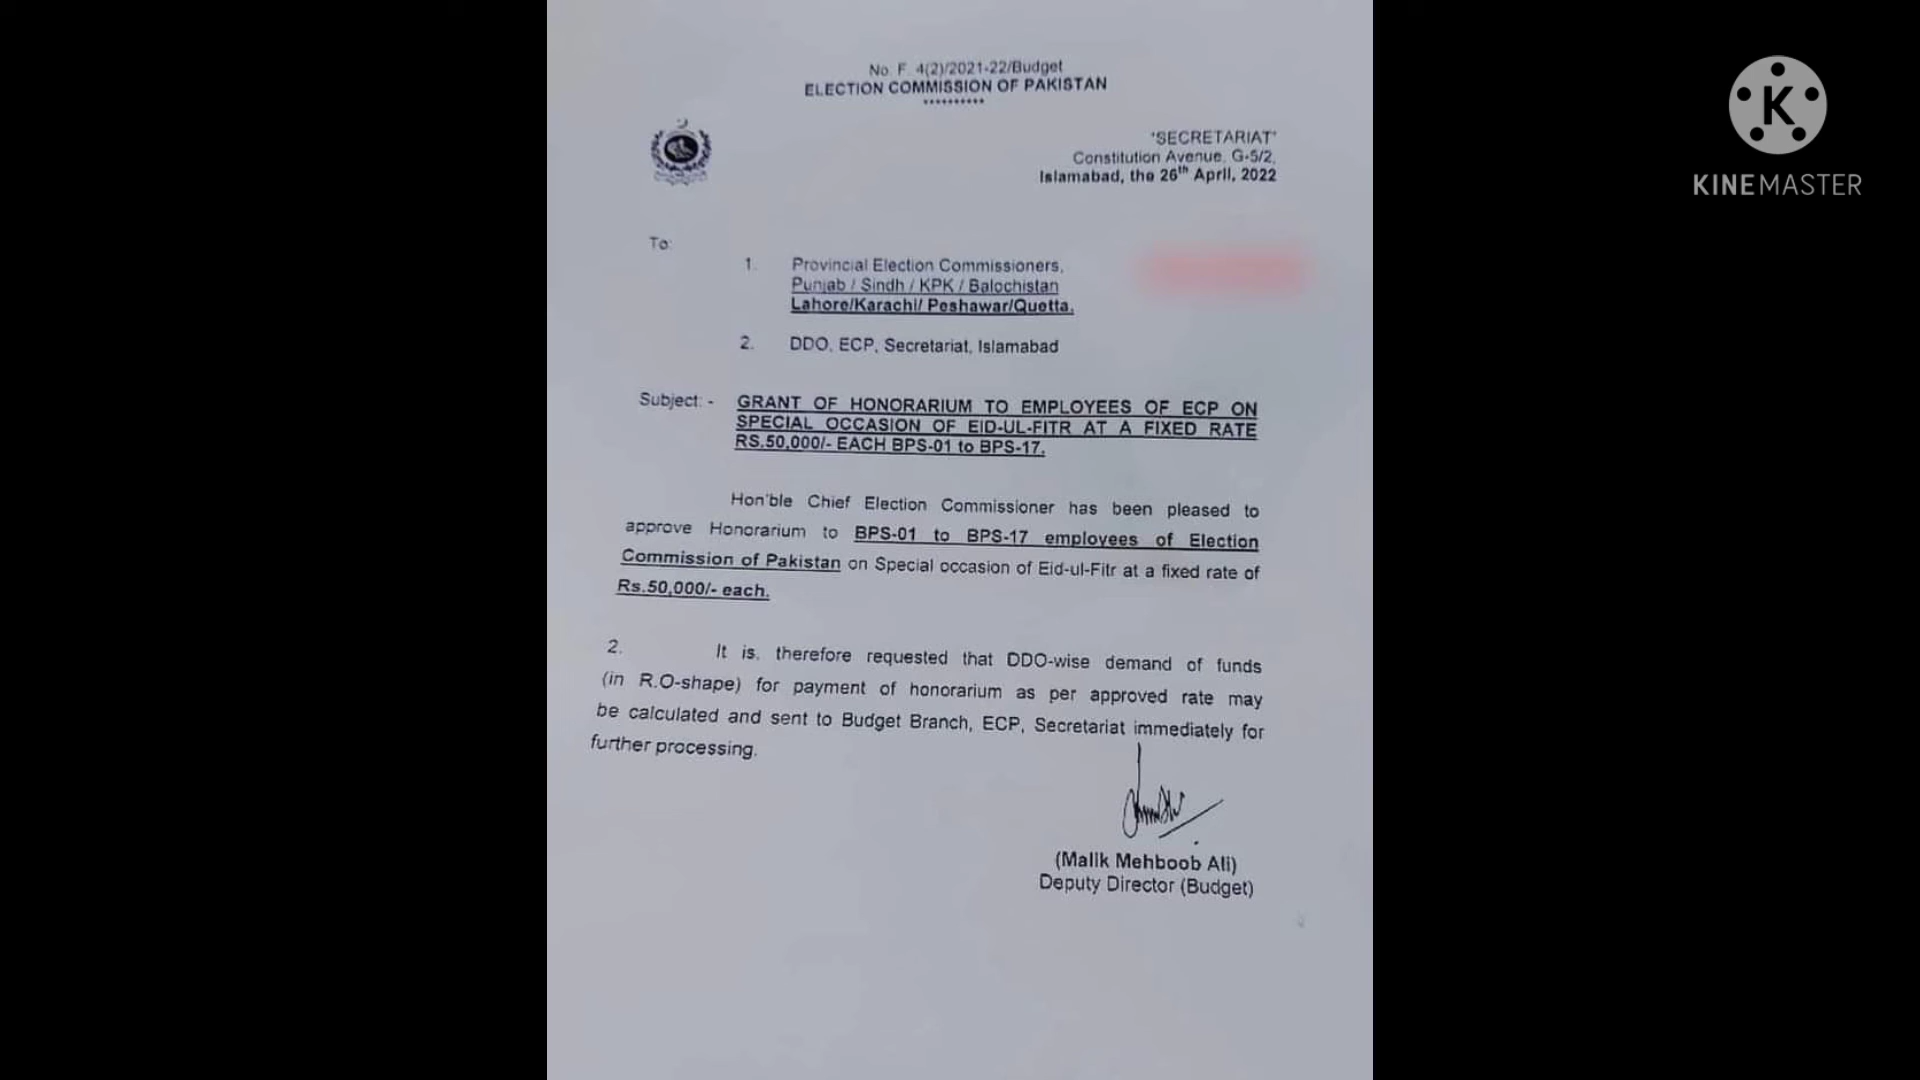 No. F. 4(2)/2021-22/Budget
ELECTION COMMISSION OF PAKISTAN
**********
"SECRETARIAT"
Constitution Avenue, G-5/2,
Islamabad, the 26th April, 2022
To:
1. Provincial Election Commissioners,
Punjab / Sindh / KPK / Balochistan
Lahore/Karachi/ Peshawar/Quetta.
2. DDO, ECP, Secretariat, Islamabad
Subject: - GRANT OF HONORARIUM TO EMPLOYEES OF ECP ON
SPECIAL OCCASION OF EID-UL-FITR AT A FIXED RATE
RS.50,000/- EACH BPS-01 to BPS-17.
Hon'ble Chief Election Commissioner has been pleased to
approve Honorarium to BPS-01 to BPS-17 employees of Election
Commission of Pakistan on Special occasion of Eid-ul-Fitr at a fixed rate of
Rs.50,000/- each.
2. It is, therefore requested that DDO-wise demand of funds
(in R.O-shape) for payment of honorarium as per approved rate may
be calculated and sent to Budget Branch, ECP, Secretariat immediately for
further processing.
(Malik Mehboob Ali)
Deputy Director (Budget)
K
KINEMASTER